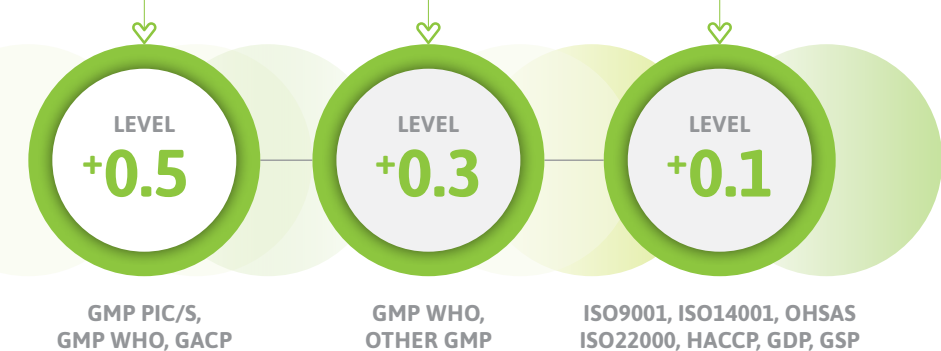 LEVEL
+0.5
GMP PIC/S,
GMP WHO, GACP
LEVEL
+0.3
GMP WHO,
OTHER GMP
LEVEL
+0.1
ISO9001, ISO14001, OHSAS
ISO22000, HACCP, GDP, GSP